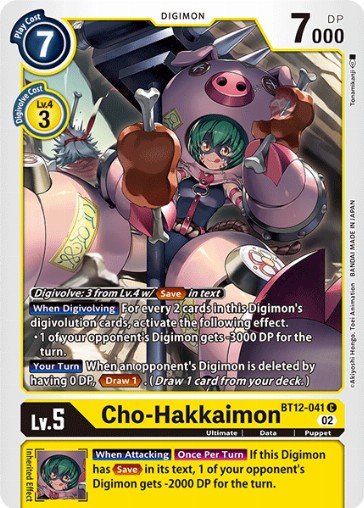 DIGIMON
Play Cost
7
7000
DP
Digivolve Cost
Lv.4
3
Tonamikanji
Digivolve: 3 from Lv.4 w/ Save in text
When Digivolving For every 2 cards in this Digimon's
digivolution cards, activate the following effect.
• 1 of your opponent's Digimon gets -3000 DP for
the turn.
Your Turn When an opponent's Digimon is deleted by
having 0 DP, Draw 1. (Draw 1 card from your deck.)
©Akiyoshi Hongo, Toei Animation BANDAI MADE IN JAPAN
Lv.5
Cho-Hakkaimon
BT12-041 C
02
Ultimate | Data | Puppet
Inherited Effect
When Attacking Once Per Turn If this Digimon
has Save in its text, 1 of your opponent's
Digimon gets -2000 DP for the turn.